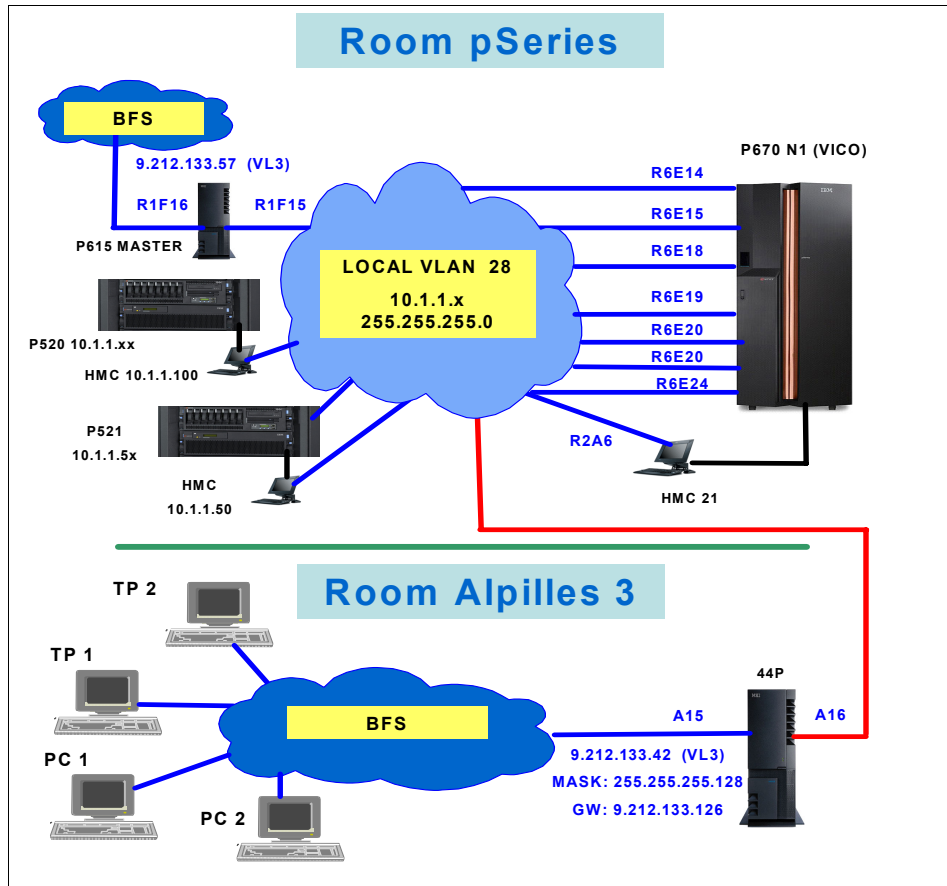 Room pSeries
BFS
9.212.133.57 (VL3)
R1F16
R1F15
P615 MASTER
P670 N1 (VICO)
R6E14
R6E15
R6E18
R6E19
R6E20
R6E20
R6E24
LOCAL VLAN 28
10.1.1.x
255.255.255.0
P520 10.1.1.xx
HMC 10.1.1.100
P521
10.1.1.5x
HMC
10.1.1.50
R2A6
HMC 21
Room Alpilles 3
TP 2
TP 1
PC 1
PC 2
BFS
44P
A15
A16
9.212.133.42 (VL3)
MASK: 255.255.255.128
GW: 9.212.133.126